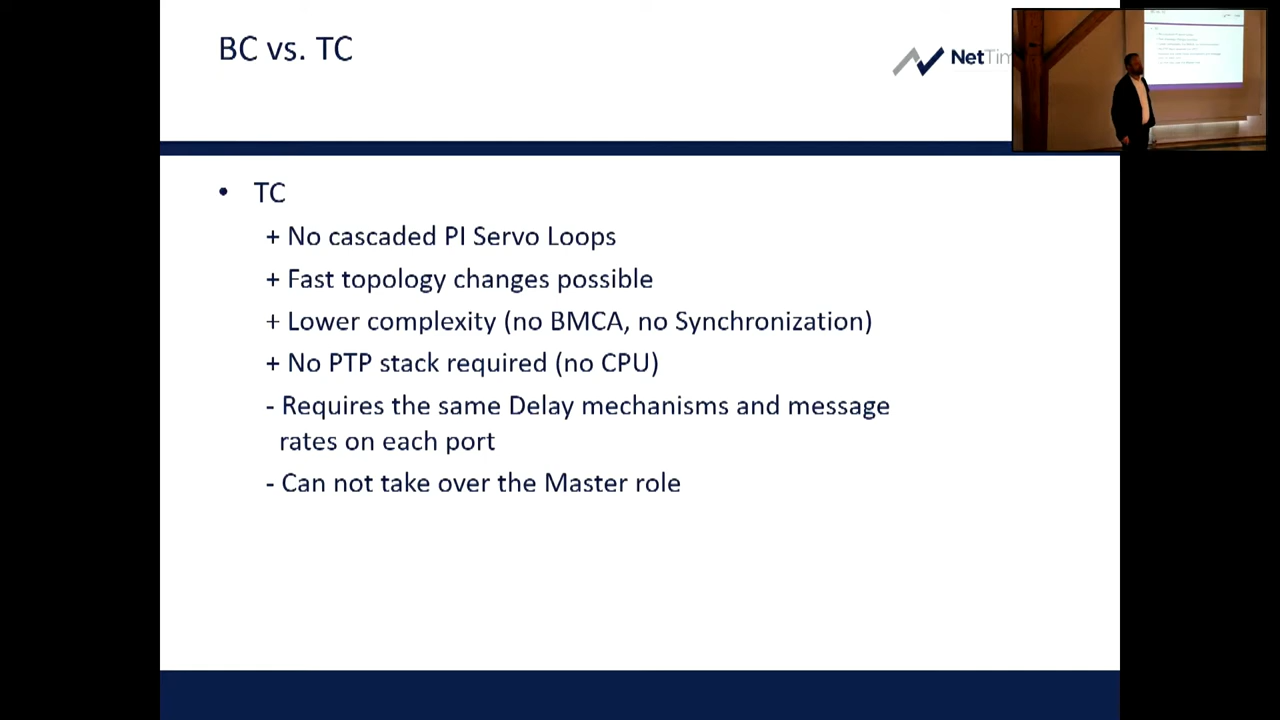 BC vs. TC
NetTim
• TC
+ No cascaded PI Servo Loops
+ Fast topology changes possible
+ Lower complexity (no BMCA, no Synchronization)
+ No PTP stack required (no CPU)
- Requires the same Delay mechanisms and message
rates on each port
- Can not take over the Master role